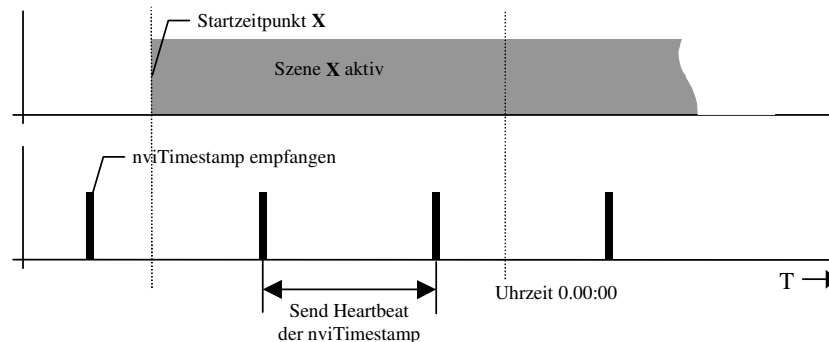 Startzeitpunkt X
Szene X aktiv
nviTimestamp empfangen
T
Uhrzeit 0.00:00
Send Heartbeat
der nviTimestamp